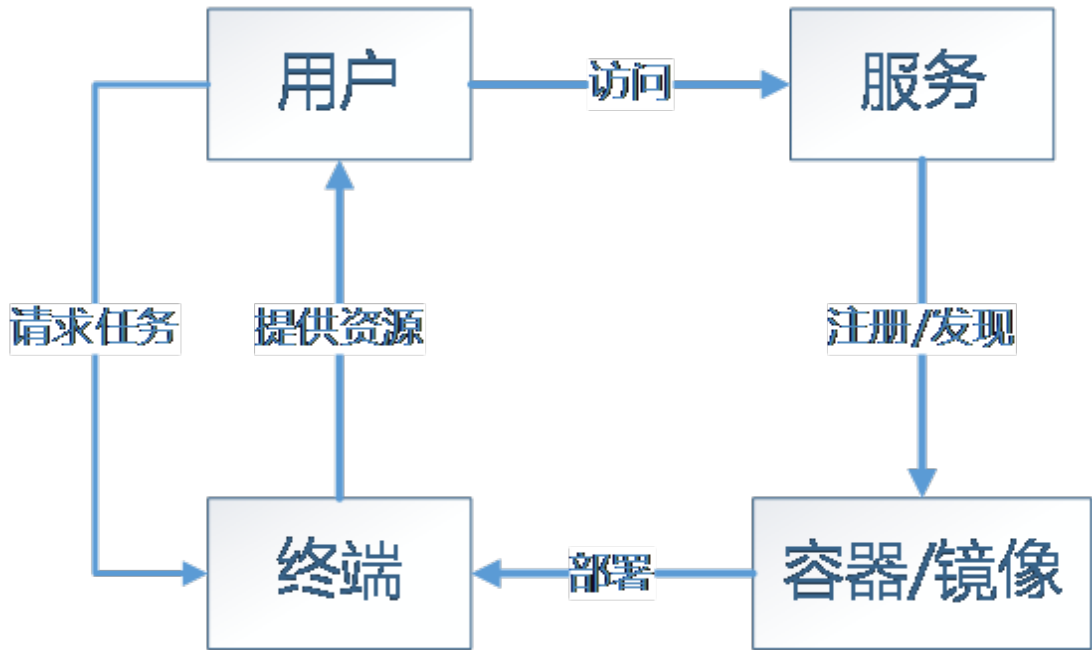 用户
访问
服务
请求任务
提供资源
注册/发现
终端
部署
容器/镜像